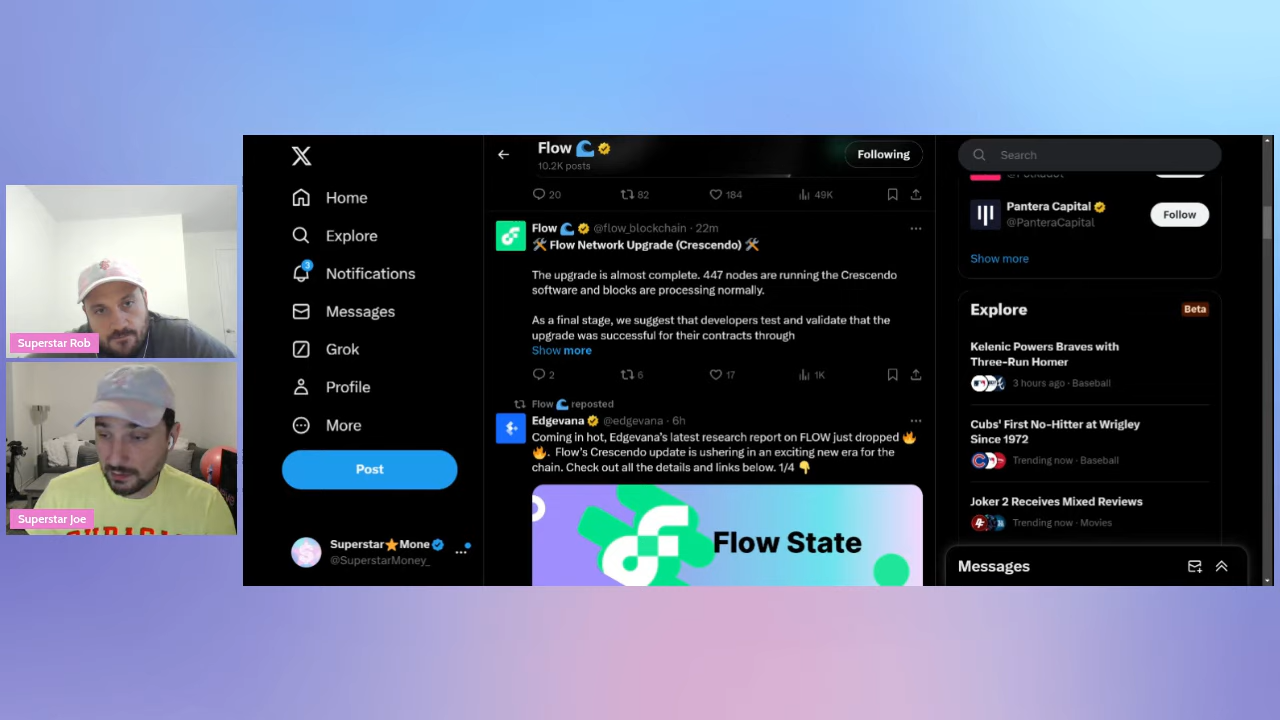 Superstar Rob
Superstar Joe
Home
Explore
Notifications
3
Messages
Grok
Profile
More
Post
Superstar⭐Mone
@SuperstarMoney_
Flow 🌊
10.2K posts
Following
20 82 184 49K
Flow 🌊 @flow_blockchain · 22m
🛠️ Flow Network Upgrade (Crescendo) 🛠️
The upgrade is almost complete. 447 nodes are running the Crescendo
software and blocks are processing normally.
As a final stage, we suggest that developers test and validate that the
upgrade was successful for their contracts through
Show more
2 6 17 1K
Flow 🌊 reposted
Edgevana @edgevana · 6h
Coming in hot, Edgevana's latest research report on FLOW just dropped 🔥
🔥. Flow's Crescendo update is ushering in an exciting new era for the
chain. Check out all the details and links below. 1/4 👇
Flow State
Search
Pantera Capital
@PanteraCapital
Follow
Show more
Explore
Beta
Kelenic Powers Braves with
Three-Run Homer
3 hours ago · Baseball
Cubs' First No-Hitter at Wrigley
Since 1972
Trending now · Baseball
Joker 2 Receives Mixed Reviews
Trending now · Movies
Messages